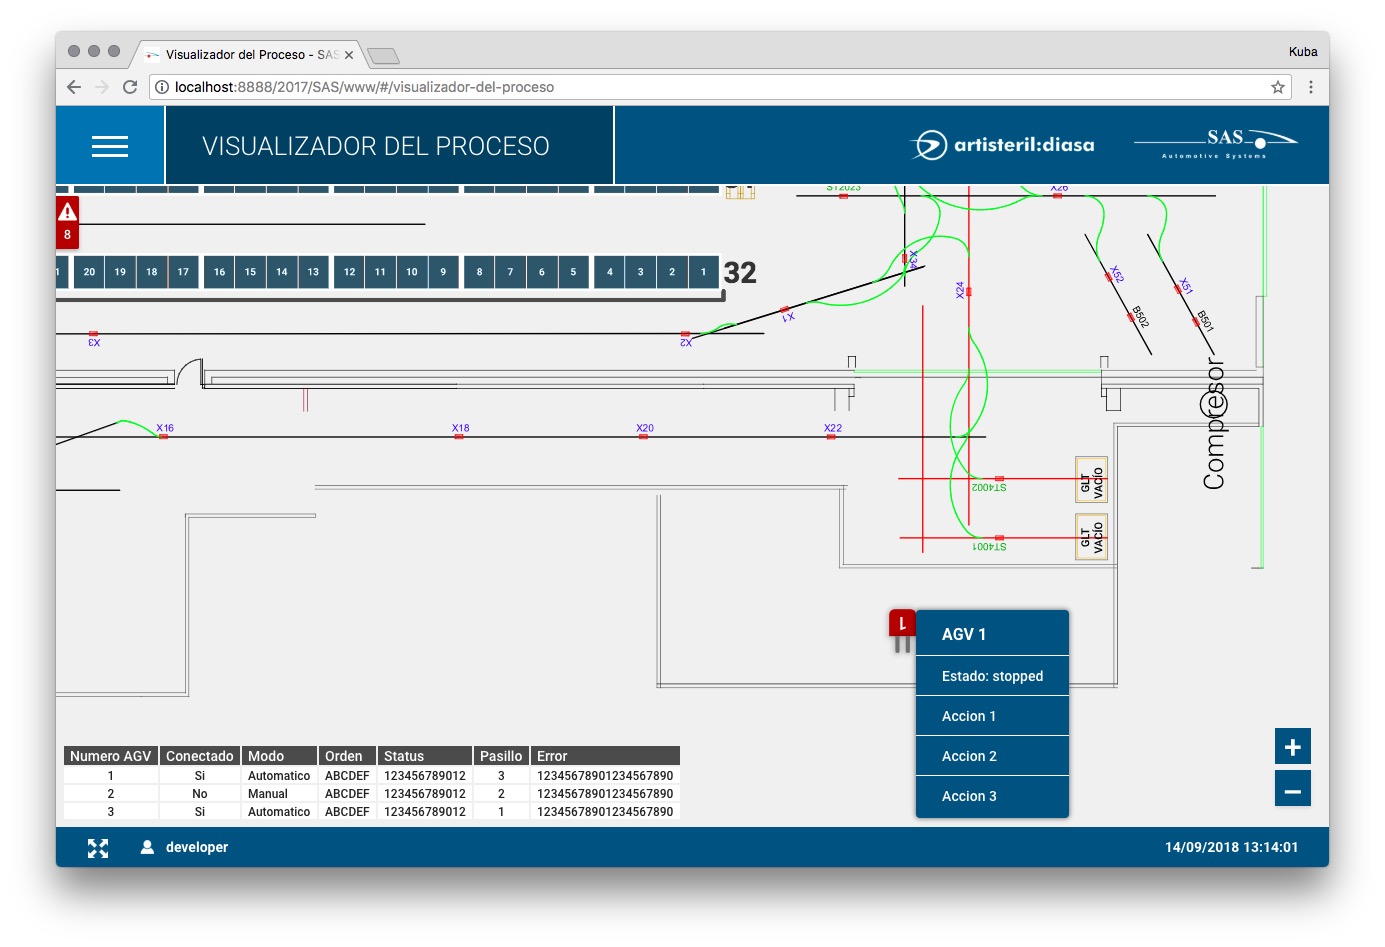 Visualizador del Proceso - SAS
Kuba
localhost:8888/2017/SAS/www/#/visualizador-del-proceso
VISUALIZADOR DEL PROCESO
artisteril:diasa
SAS
Automotive Systems
ST2023
X26
8
1 20 19 18 17 16 15 14 13 12 11 10 9 8 7 6 5 4 3 2 1 32
X34
X24
X52
X51
X1
B502
B501
X3
X2
Compresor
X16
X18
X20
X22
ST4002
GLT
VACÍO
ST4001
GLT
VACÍO
1
AGV 1
Estado: stopped
Accion 1
Accion 2
Accion 3
Numero AGV Conectado Modo Orden Status Pasillo Error
1 Si Automatico ABCDEF 123456789012 3 12345678901234567890
2 No Manual ABCDEF 123456789012 2 12345678901234567890
3 Si Automatico ABCDEF 123456789012 1 12345678901234567890
developer
14/09/2018 13:14:01